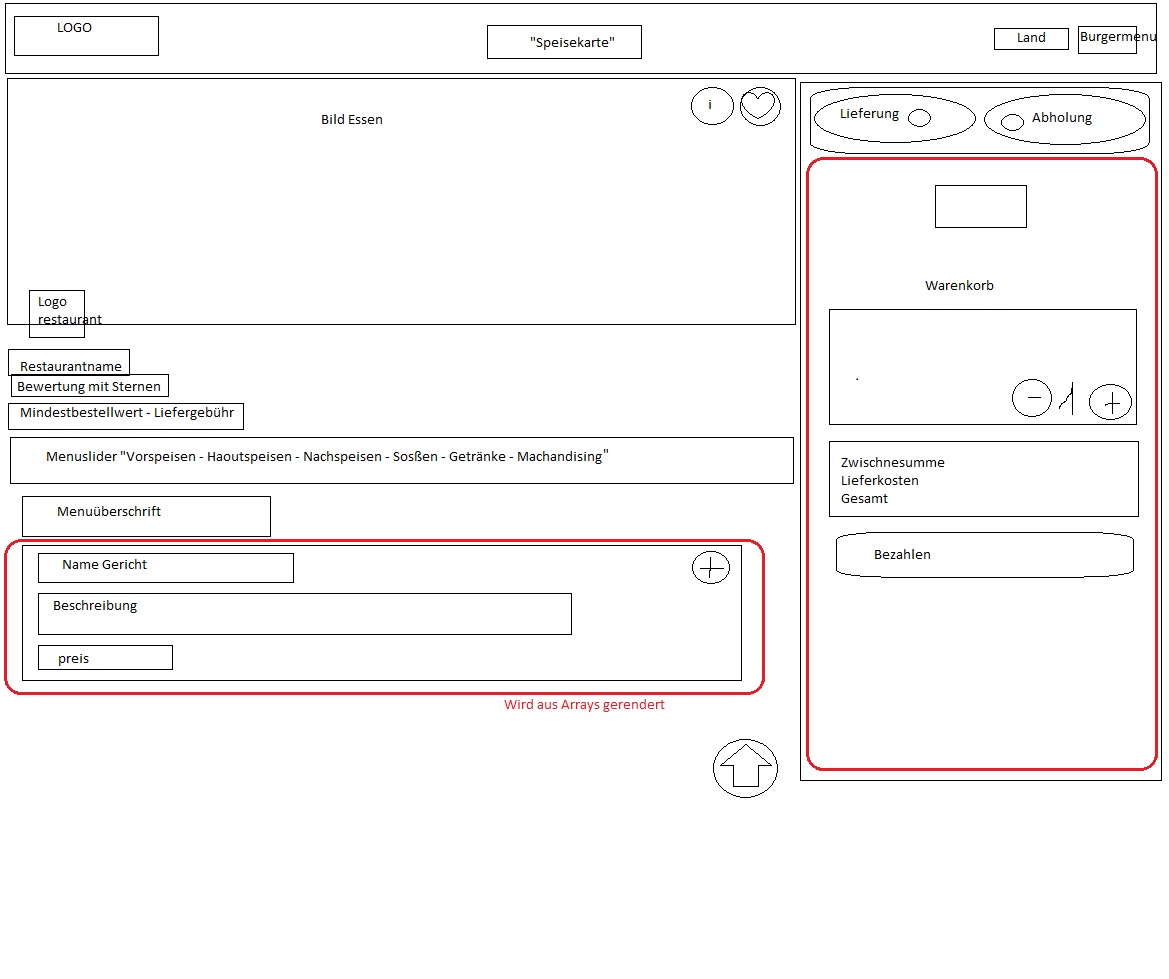 LOGO
"Speisekarte"
Land
Burgermenu
Bild Essen
i
Lieferung
Abholung
Logo
restaurant
Warenkorb
Restaurantname
Bewertung mit Sternen
Mindestbestellwert - Liefergebühr
Menuslider "Vorspeisen - Haoutspeisen - Nachspeisen - Sosßen - Getränke - Machandising"
Menuüberschrift
Name Gericht
+
Beschreibung
preis
Wird aus Arrays gerendert
.
- 1 +
Zwischnesumme
Lieferkosten
Gesamt
Bezahlen